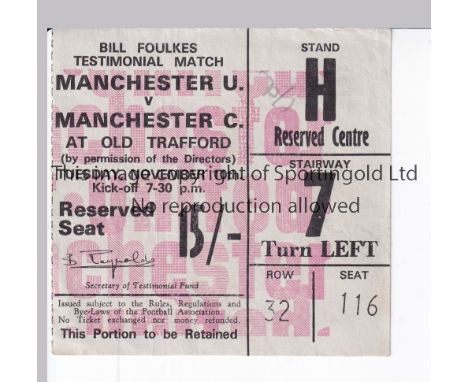 BILL FOULKES
TESTIMONIAL MATCH
MANCHESTER U.
v
MANCHESTER C.
AT OLD TRAFFORD
(by permission of the Directors)
TUESDAY, NOVEMBER 10th,
Kick-off 7-30 p.m.
Reserved
Seat
15/-
Secretary of Testimonial Fund
Issued subject to the Rules, Regulations and
Bye-Laws of the Football Association.
No Ticket exchanged nor money refunded.
This Portion to be Retained
STAND
H
Reserved Centre
STAIRWAY
7
Turn LEFT
ROW
32
SEAT
116
This image copyright of Sportingold Ltd
No reproduction allowed